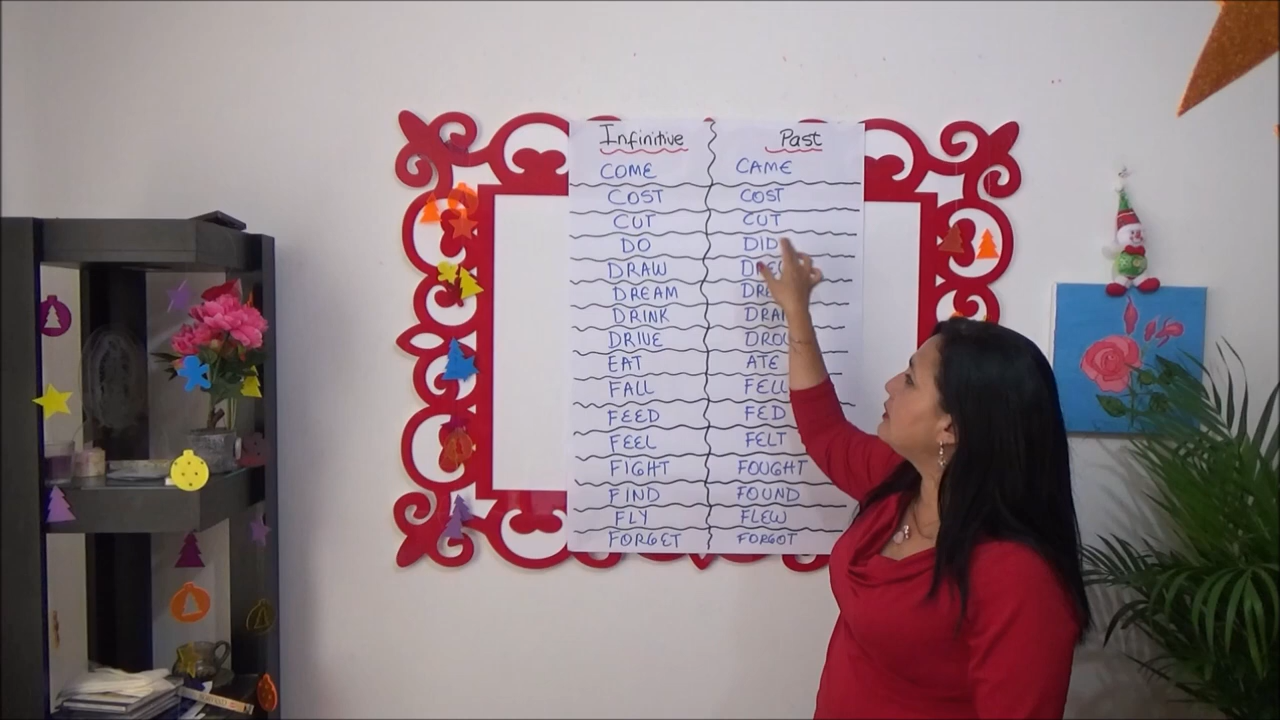 Infinitive Past
COME CAME
COST COST
CUT CUT
DO DID
DRAW
DREAM
DRINK
DRIVE
EAT ATE
FALL FELL
FEED FED
FEEL FELT
FIGHT FOUGHT
FIND FOUND
FLY FLEW
FORGET FORGOT